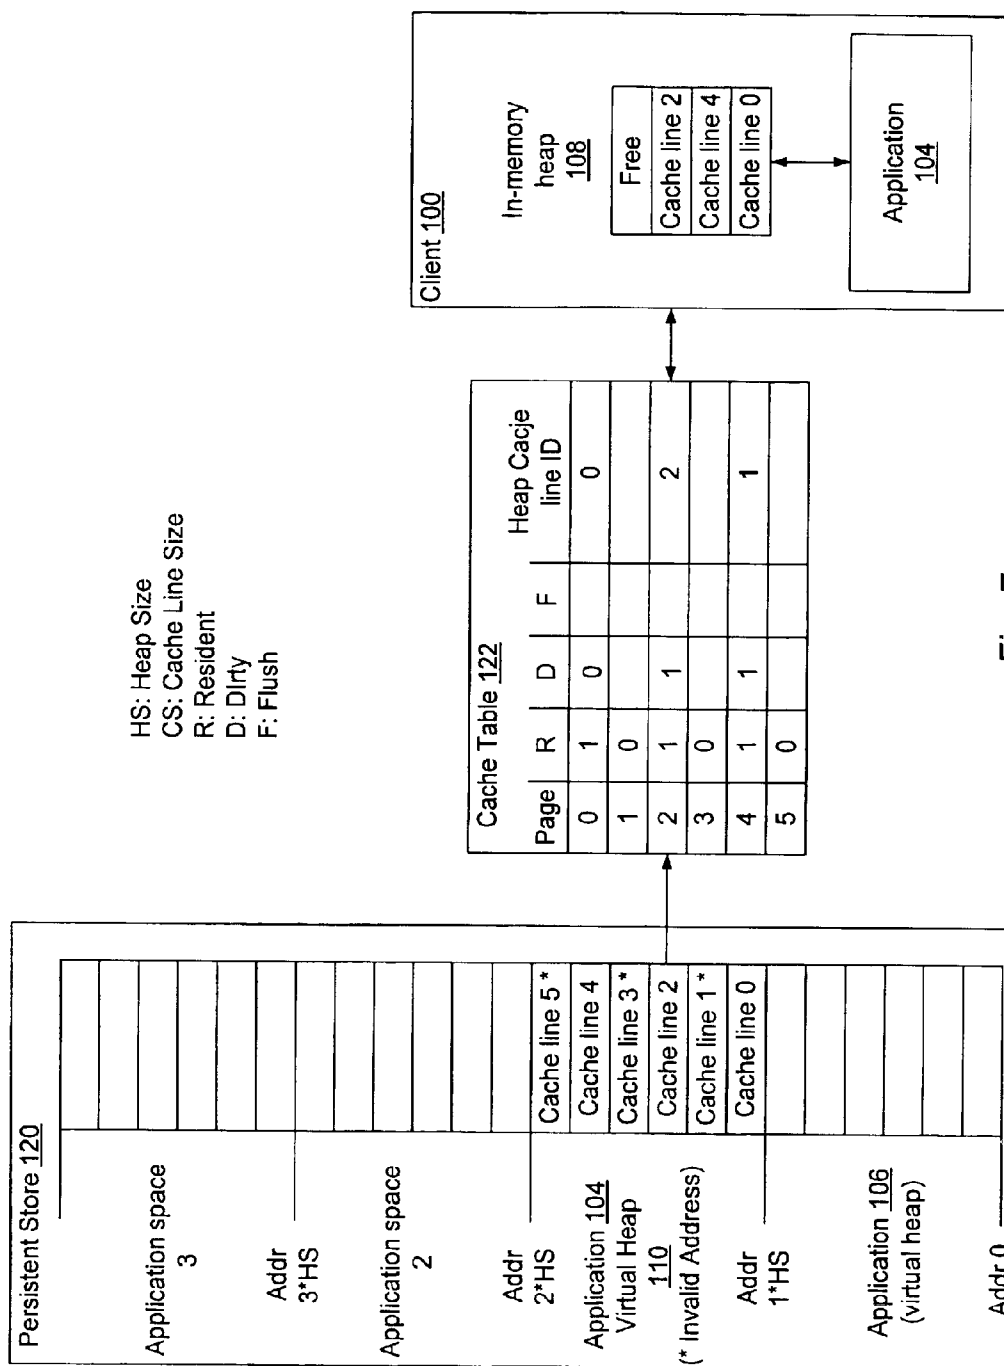 Persistent Store 120
Application space
3
Addr
3*HS
Application space
2
Addr
2*HS
Application 104
Virtual Heap
110
(* Invalid Address)
Addr
1*HS
Application 106
(virtual heap)
Addr 0
Cache line 5 *
Cache line 4
Cache line 3 *
Cache line 2
Cache line 1 *
Cache line 0
HS: Heap Size
CS: Cache Line Size
R: Resident
D: DIrty
F: Flush
Cache Table 122
Page R D F Heap Cacje line ID
0 1 0 0
1 0
2 1 1 2
3 0
4 1 1 1
5 0
Client 100
In-memory
heap
108
Free
Cache line 2
Cache line 4
Cache line 0
Application
104